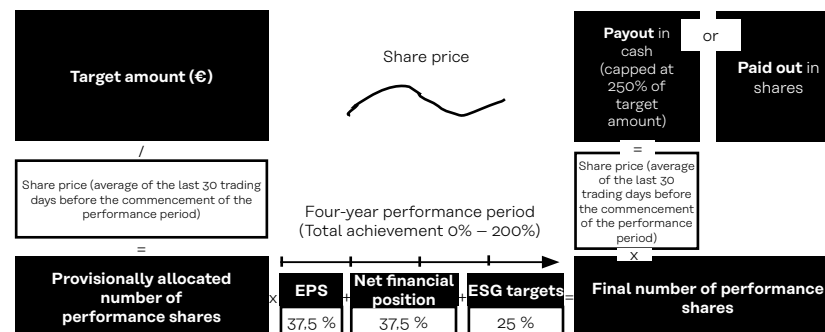 Target amount (€)
/
Share price (average of the last 30 trading
days before the commencement of the
performance period)
=
Provisionally allocated
number of
performance shares
Share price
Four-year performance period
(Total achievement 0% – 200%)
x
EPS
37,5 %
+
Net financial
position
37,5 %
+
ESG targets
25 %
=
Payout in
cash
(capped at
250% of
target
amount)
or
Paid out in
shares
=
Share price (average
of the last 30
trading days before
the commencement
of the performance
period)
x
Final number of performance
shares